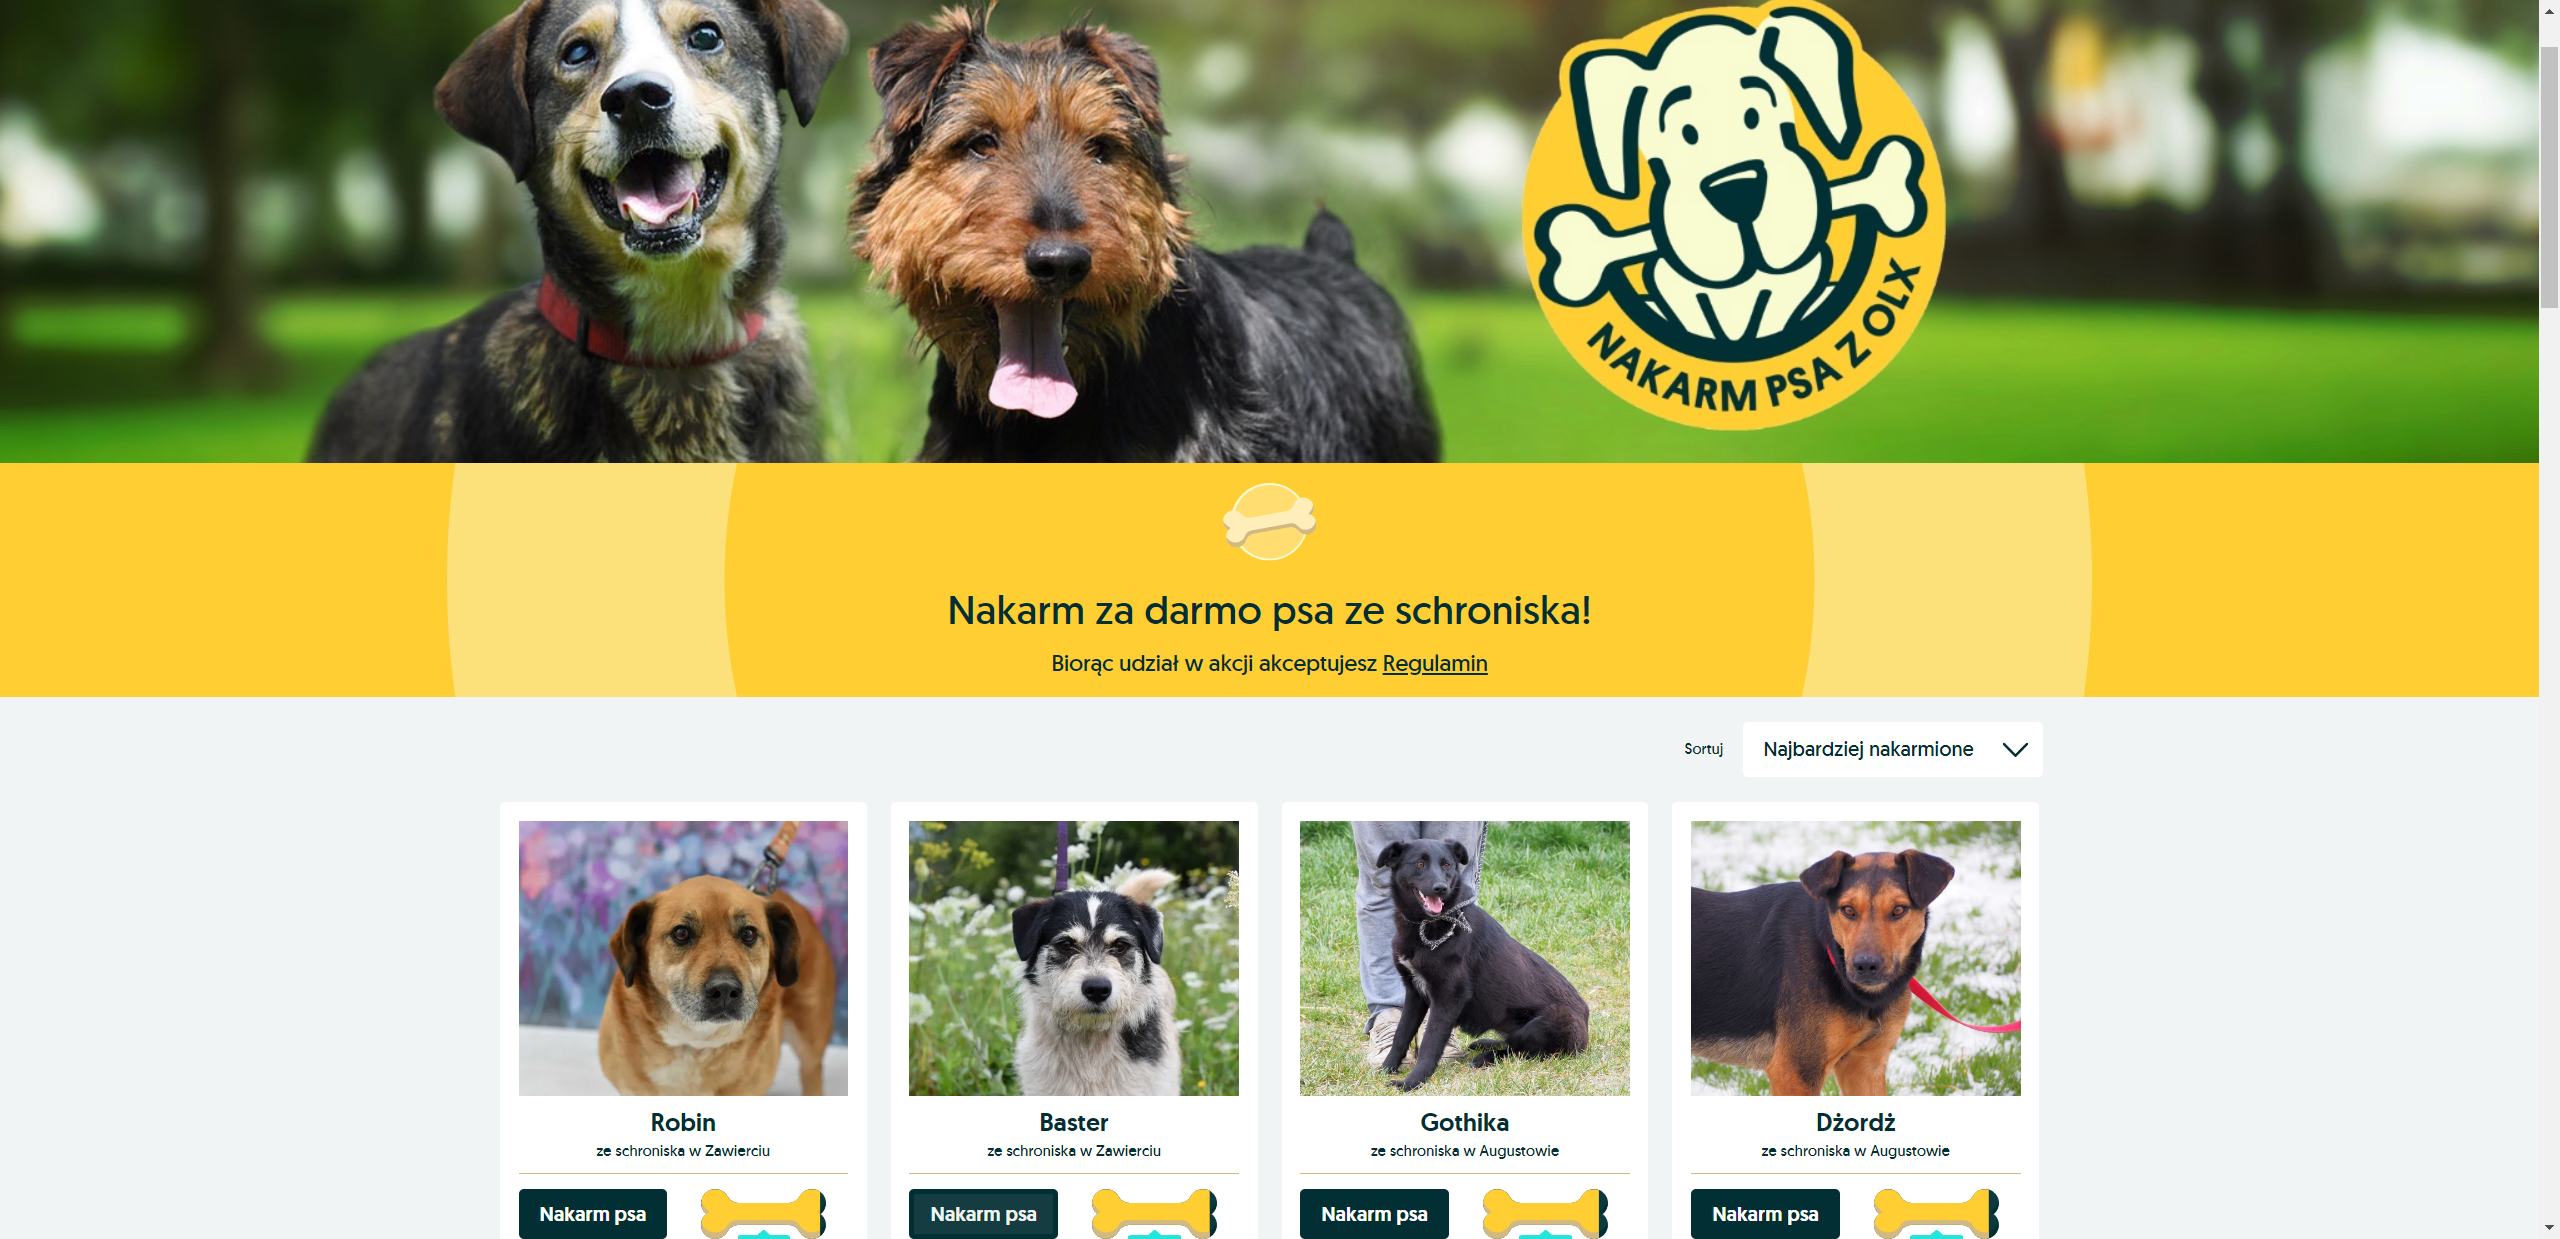 NAKARM PSA Z OLX
Nakarm za darmo psa ze schroniska!
Biorąc udział w akcji akceptujesz Regulamin
Sortuj
Najbardziej nakarmione
Robin
ze schroniska w Zawierciu
Nakarm psa
Baster
ze schroniska w Zawierciu
Nakarm psa
Gothika
ze schroniska w Augustowie
Nakarm psa
Dżordż
ze schroniska w Augustowie
Nakarm psa